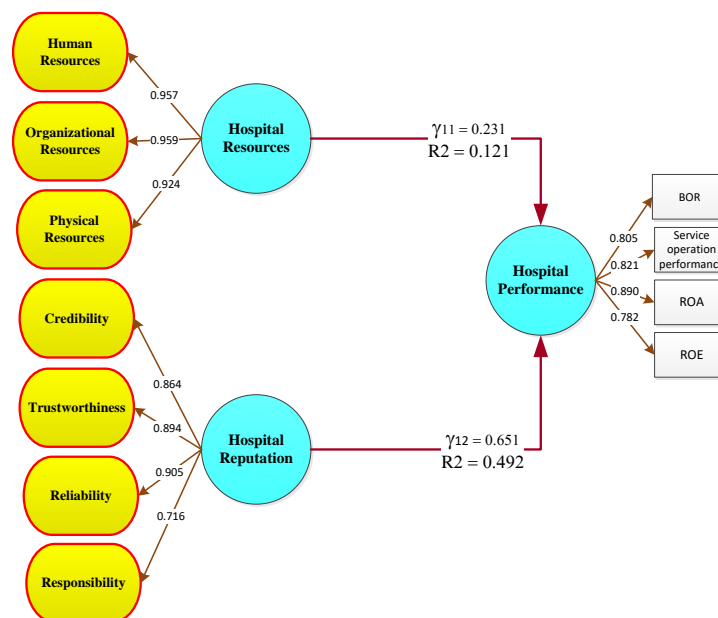 Human
Resources
0.957
Organizational
Resources
0.959
Physical
Resources
0.924
Hospital
Resources
γ11 = 0.231
R2 = 0.121
Credibility
0.864
Trustworthiness
0.894
Reliability
0.905
Responsibility
0.716
Hospital
Reputation
γ12 = 0.651
R2 = 0.492
Hospital
Performance
0.805
BOR
0.821
Service
operation
performanc
0.890
ROA
0.782
ROE